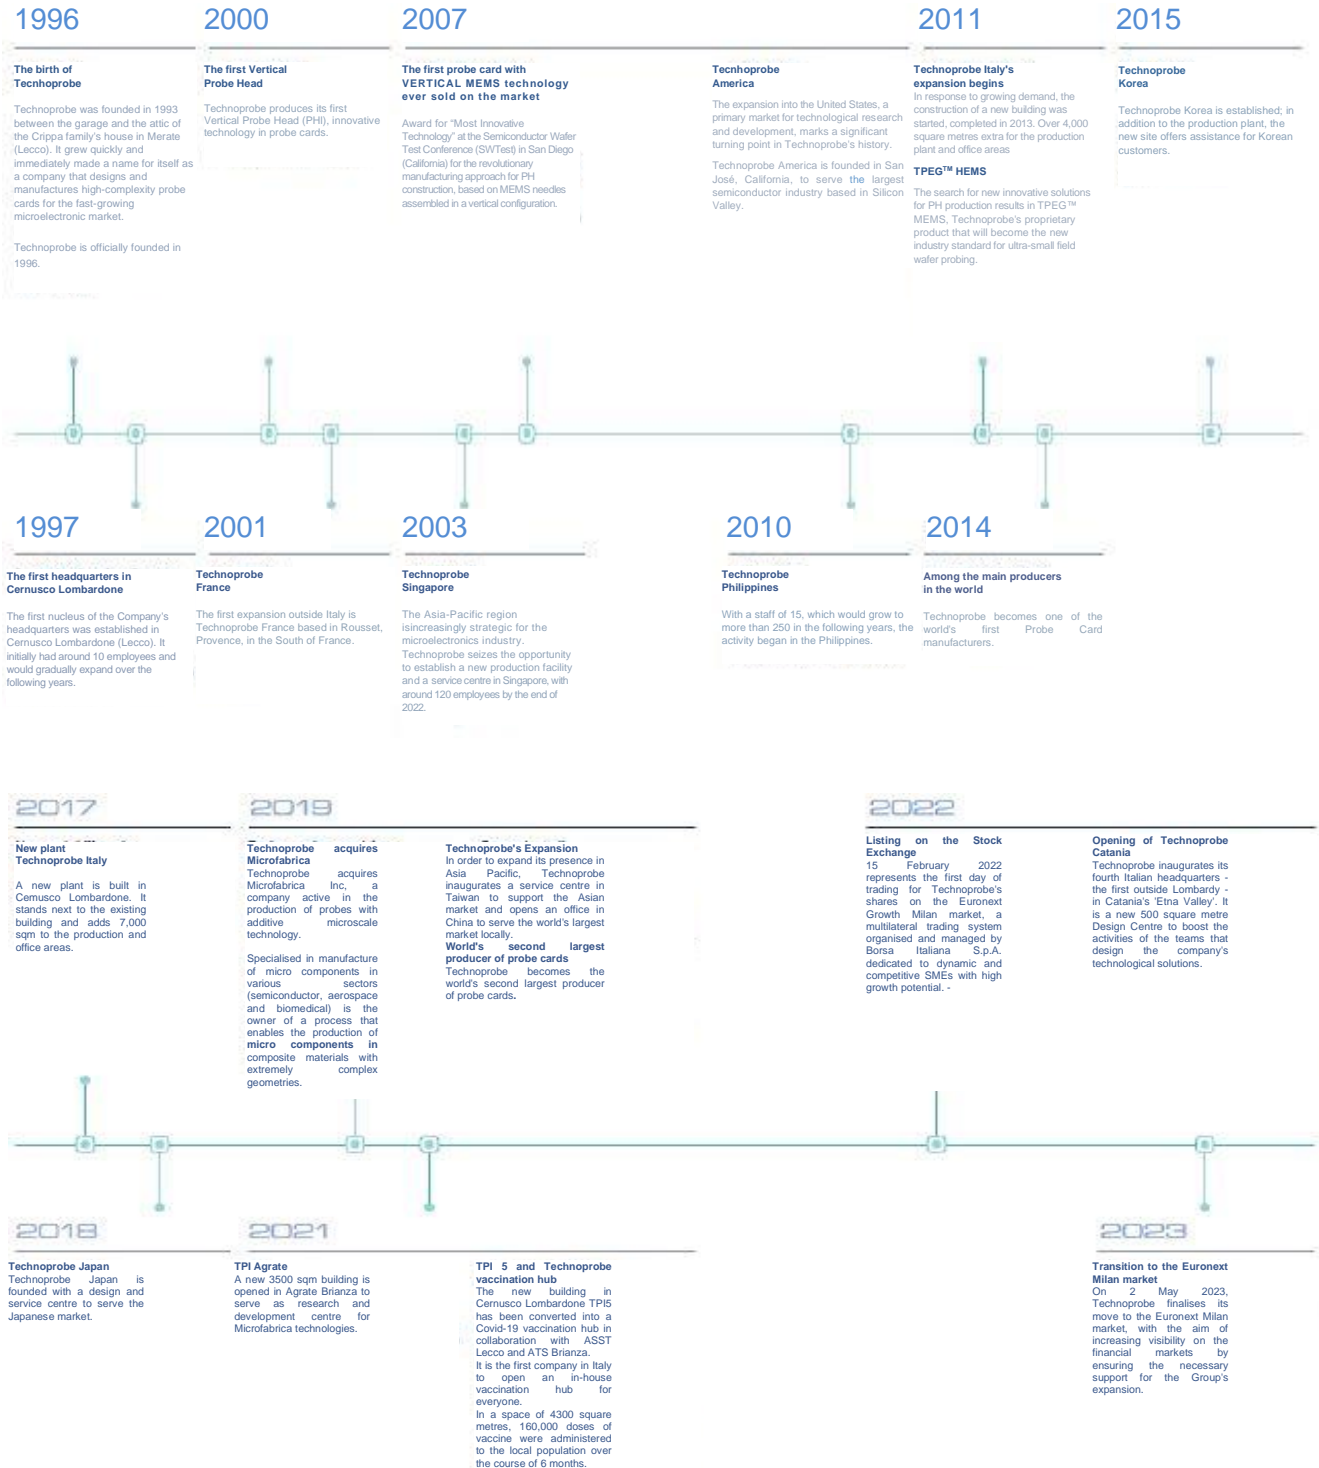 1996
The birth of
Tecnhoprobe
Technoprobe was founded in 1993
between the garage and the attic of
the Crippa family's house in Merate
(Lecco). It grew quickly and
immediately made a name for itself as
a company that designs and
manufactures high-complexity probe
cards for the fast-growing
microelectronic market.
Technoprobe is officially founded in
1996.
2000
The first Vertical
Probe Head
Technoprobe produces its first
Vertical Probe Head (PHI), innovative
technology in probe cards.
2007
The first probe card with
VERTICAL MEMS technology
ever sold on the market
Award for “Most Innovative
Technology” at the Semiconductor Wafer
Test Conference (SWTest) in San Diego
(California) for the revolutionary
manufacturing approach for PH
construction, based on MEMS needles
assembled in a vertical configuration.
Tecnhoprobe
America
The expansion into the United States, a
primary market for technological research
and development, marks a significant
turning point in Technoprobe's history.
Technoprobe America is founded in San
José, California, to serve the largest
semiconductor industry based in Silicon
Valley.
2011
Technoprobe Italy's
expansion begins
In response to growing demand, the
construction of a new building was
started, completed in 2013. Over 4,000
square metres extra for the production
plant and office areas
TPEG™ HEMS
The search for new innovative solutions
for PH production results in TPEG™
MEMS, Technoprobe's proprietary
product that will become the new
industry standard for ultra-small field
wafer probing.
2015
Technoprobe
Korea
Technoprobe Korea is established; in
addition to the production plant, the
new site offers assistance for Korean
customers.
1997
The first headquarters in
Cernusco Lombardone
The first nucleus of the Company's
headquarters was established in
Cernusco Lombardone (Lecco). It
initially had around 10 employees and
would gradually expand over the
following years.
2001
Technoprobe
France
The first expansion outside Italy is
Technoprobe France based in Rousset,
Provence, in the South of France.
2003
Technoprobe
Singapore
The Asia-Pacific region
isincreingly strategic for the
microelectronics industry.
Technoprobe seizes the opportunity
to establish a new production facility
and a service centre in Singapore, with
around 120 employees by the end of
2022.
2010
Technoprobe
Philippines
With a staff of 15, which would grow to
more than 250 in the following years, the
activity began in the Philippines.
2014
Among the main producers
in the world
Technoprobe becomes one of the
world's first Probe Card
manufacturers.
2017
New plant
Technoprobe Italy
A new plant is built in
Cemusco Lombardone. It
stands next to the existing
building and adds 7,000
sqm to the production and
office areas.
2019
Technoprobe acquires
Microfabrica
Technoprobe acquires
Microfabrica Inc, a
company active in the
production of probes with
additive microscale
technology.
Specialised in manufacture
of micro components in
various sectors
(semiconductor, aerospace
and biomedical) is the
owner of a process that
enables the production of
micro components in
composite materials with
extremely complex
geometries.
Technoprobe's Expansion
In order to expand its presence in
Asia Pacific, Technoprobe
inaugurates a service centre in
Taiwan to support the Asian
market and opens an office in
China to serve the world's largest
market locally.
World's second largest
producer of probe cards
Technoprobe becomes the
world's second largest producer
of probe cards.
2022
Listing on the Stock
Exchange
15 February 2022
represents the first day of
trading for Technoprobe's
shares on the Euronext
Growth Milan market, a
multilateral trading system
organised and managed by
Borsa Italiana S.p.A.
dedicated to dynamic and
competitive SMEs with high
growth potential. -
Opening of Technoprobe
Catania
Technoprobe inaugurates its
fourth Italian headquarters -
the first outside Lombardy -
in Catania's 'Etna Valley'. It
is a new 500 square metre
Design Centre to boost the
activities of the teams that
design the company's
technological solutions.
2018
Technoprobe Japan
Technoprobe Japan is
founded with a design and
service centre to serve the
Japanese market.
2021
TPI Agrate
A new 3500 sqm building is
opened in Agrate Brianza to
serve as research and
development centre for
Microfabrica technologies.
TPI 5 and Technoprobe
vaccination hub
The new building in
Cernusco Lombardone TPI5
has been converted into a
Covid-19 vaccination hub in
collaboration with ASST
Lecco and ATS Brianza.
It is the first company in Italy
to open an in-house
vaccination hub for
everyone.
In a space of 4300 square
metres, 160,000 doses of
vaccine were administered
to the local population over
the course of 6 months.
2023
Transition to the Euronext
Milan market
On 2 May 2023,
Technoprobe finalises its
move to the Euronext Milan
market, with the aim of
increasing visibility on the
financial markets by
ensuring the necessary
support for the Group's
expansion.